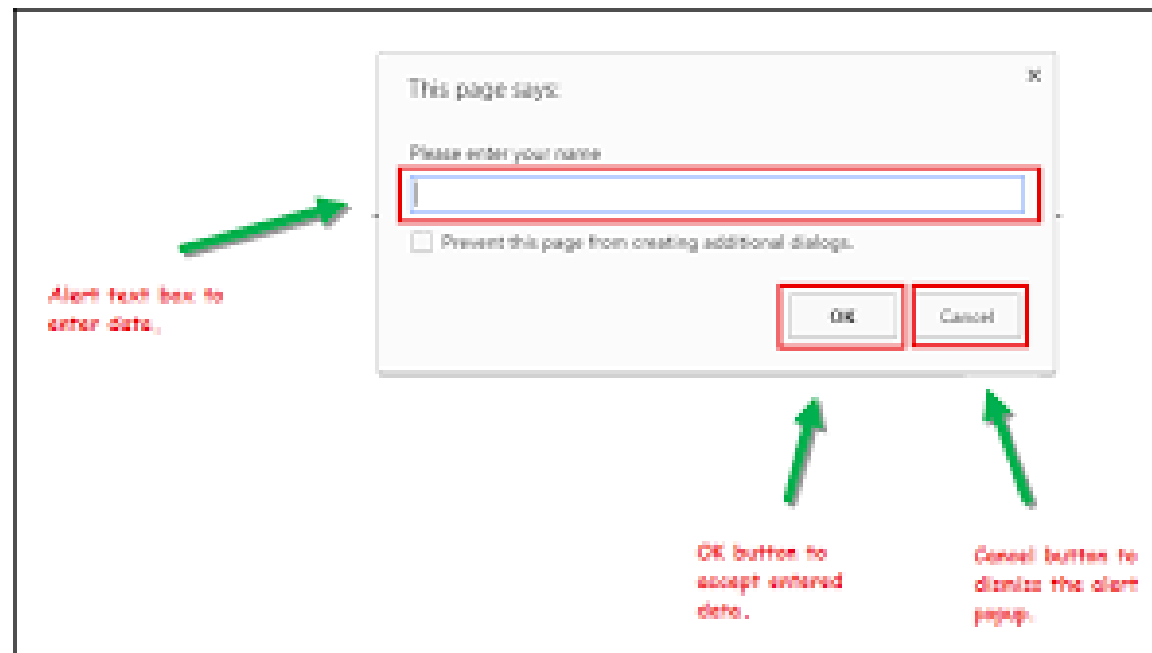 This page says:
x
Please enter your name
Prevent this page from creating additional dialogs.
Alert text box to
enter data.
OK
Cancel
OK button to
accept entered
data.
Cancel button to
dismiss the alert
popup.